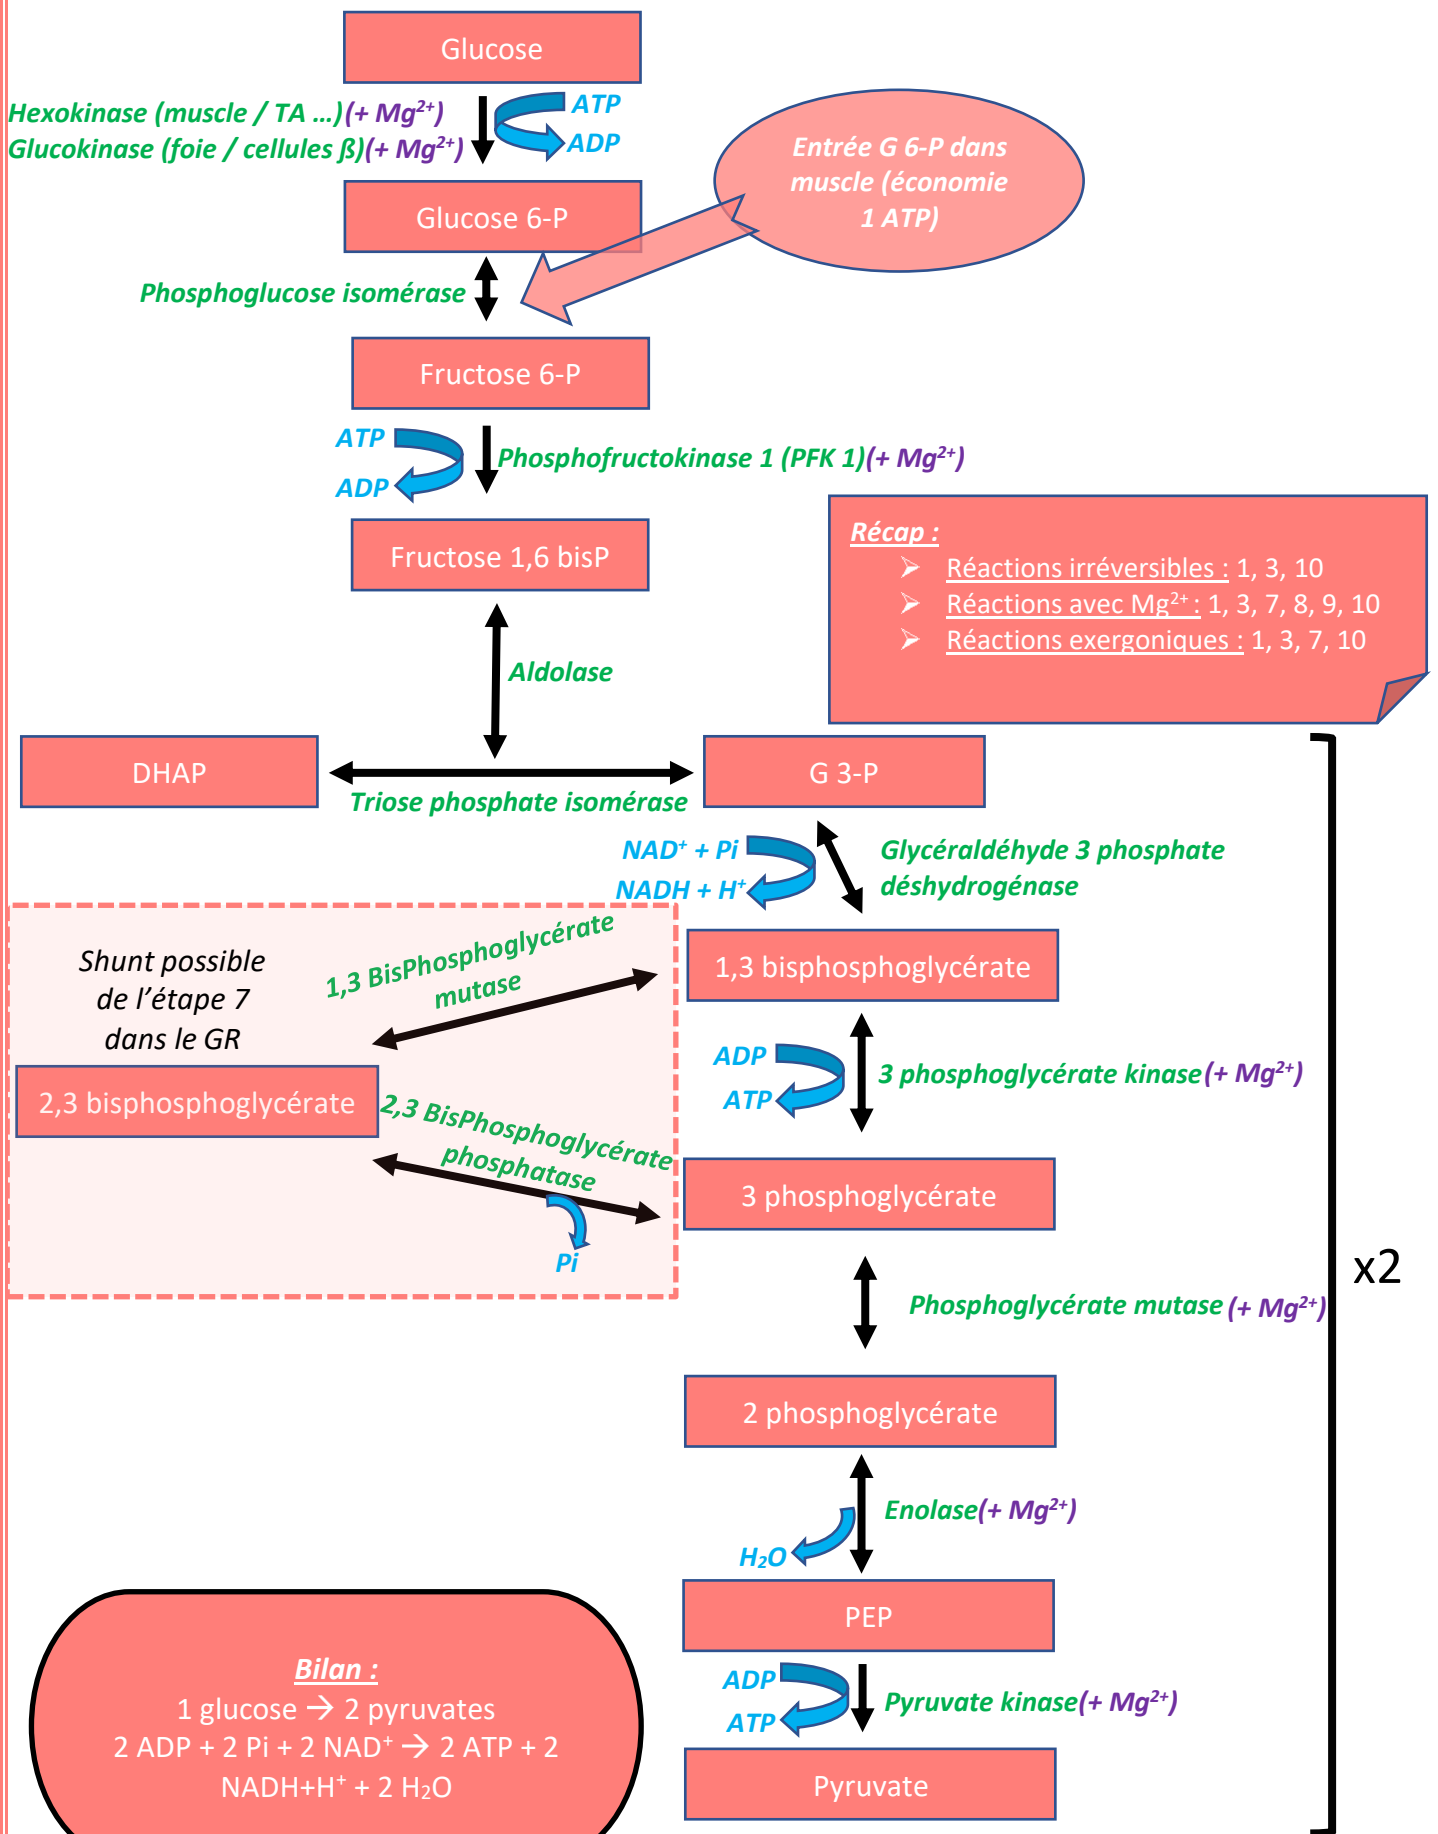 Glucose
Hexokinase (muscle / TA …)(+ Mg²⁺)
Glucokinase (foie / cellules ß)(+ Mg²⁺)
ATP
ADP
Entrée G 6-P dans
muscle (économie
1 ATP)
Glucose 6-P
Phosphoglucose isomérase
Fructose 6-P
ATP
ADP
Phosphofructokinase 1 (PFK 1)(+ Mg²⁺)
Fructose 1,6 bisP
Récap :
➢ Réactions irréversibles : 1, 3, 10
➢ Réactions avec Mg²⁺ : 1, 3, 7, 8, 9, 10
➢ Réactions exergoniques : 1, 3, 7, 10
Aldolase
DHAP
G 3-P
Triose phosphate isomérase
NAD⁺ + Pi
NADH + H⁺
Glycéraldéhyde 3 phosphate
déshydrogénase
Shunt possible
de l’étape 7
dans le GR
1,3 BisPhosphoglycérate
mutase
1,3 bisphosphoglycérate
2,3 bisphosphoglycérate
ADP
ATP
3 phosphoglycérate kinase(+ Mg²⁺)
2,3 BisPhosphoglycérate
phosphatase
Pi
3 phosphoglycérate
x2
Phosphoglycérate mutase (+ Mg²⁺)
2 phosphoglycérate
Enolase(+ Mg²⁺)
H₂O
PEP
ADP
ATP
Pyruvate kinase(+ Mg²⁺)
Pyruvate
Bilan :
1 glucose → 2 pyruvates
2 ADP + 2 Pi + 2 NAD⁺ → 2 ATP + 2
NADH+H⁺ + 2 H₂O